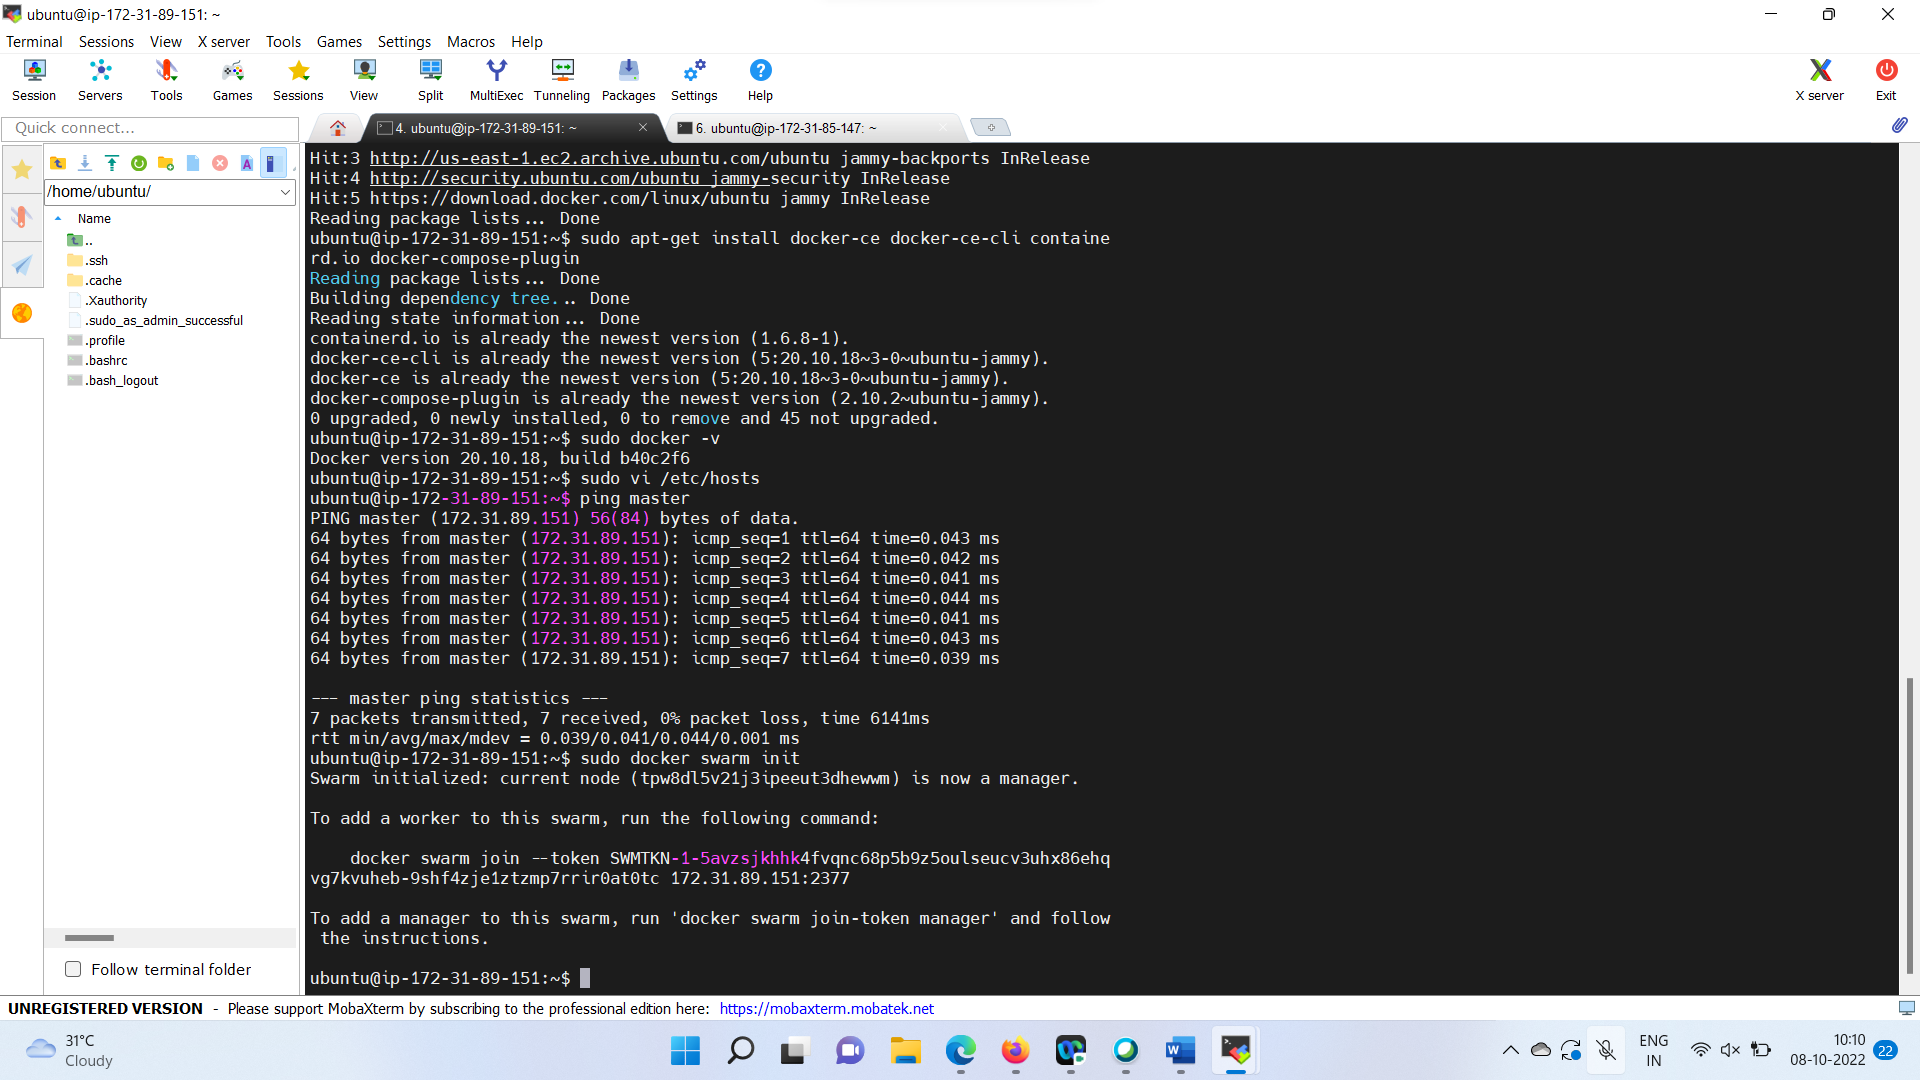 ubuntu@ip-172-31-89-151: ~
Terminal Sessions View X server Tools Games Settings Macros Help
Session Servers Tools Games Sessions View Split MultiExec Tunneling Packages Settings Help X server Exit
Quick connect...
4. ubuntu@ip-172-31-89-151: ~
6. ubuntu@ip-172-31-85-147: ~
/home/ubuntu/
Name
..
.ssh
.cache
.Xauthority
.sudo_as_admin_successful
.profile
.bashrc
.bash_logout
Follow terminal folder
Hit:3 http://us-east-1.ec2.archive.ubuntu.com/ubuntu jammy-backports InRelease
Hit:4 http://security.ubuntu.com/ubuntu jammy-security InRelease
Hit:5 https://download.docker.com/linux/ubuntu jammy InRelease
Reading package lists... Done
ubuntu@ip-172-31-89-151:~$ sudo apt-get install docker-ce docker-ce-cli containe
rd.io docker-compose-plugin
Reading package lists... Done
Building dependency tree... Done
Reading state information... Done
containerd.io is already the newest version (1.6.8-1).
docker-ce-cli is already the newest version (5:20.10.18~3-0~ubuntu-jammy).
docker-ce is already the newest version (5:20.10.18~3-0~ubuntu-jammy).
docker-compose-plugin is already the newest version (2.10.2~ubuntu-jammy).
0 upgraded, 0 newly installed, 0 to remove and 45 not upgraded.
ubuntu@ip-172-31-89-151:~$ sudo docker -v
Docker version 20.10.18, build b40c2f6
ubuntu@ip-172-31-89-151:~$ sudo vi /etc/hosts
ubuntu@ip-172-31-89-151:~$ ping master
PING master (172.31.89.151) 56(84) bytes of data.
64 bytes from master (172.31.89.151): icmp_seq=1 ttl=64 time=0.043 ms
64 bytes from master (172.31.89.151): icmp_seq=2 ttl=64 time=0.042 ms
64 bytes from master (172.31.89.151): icmp_seq=3 ttl=64 time=0.041 ms
64 bytes from master (172.31.89.151): icmp_seq=4 ttl=64 time=0.044 ms
64 bytes from master (172.31.89.151): icmp_seq=5 ttl=64 time=0.041 ms
64 bytes from master (172.31.89.151): icmp_seq=6 ttl=64 time=0.043 ms
64 bytes from master (172.31.89.151): icmp_seq=7 ttl=64 time=0.039 ms
--- master ping statistics ---
7 packets transmitted, 7 received, 0% packet loss, time 6141ms
rtt min/avg/max/mdev = 0.039/0.041/0.044/0.001 ms
ubuntu@ip-172-31-89-151:~$ sudo docker swarm init
Swarm initialized: current node (tpw8dl5v21j3ipeeut3dhewwm) is now a manager.
To add a worker to this swarm, run the following command:
docker swarm join --token SWMTKN-1-5avzsjkhhk4fvqnc68p5b9z5oulseucv3uhx86ehq
vg7kvuheb-9shf4zje1ztzmp7rrir0at0tc 172.31.89.151:2377
To add a manager to this swarm, run 'docker swarm join-token manager' and follow
the instructions.
ubuntu@ip-172-31-89-151:~$
UNREGISTERED VERSION - Please support MobaXterm by subscribing to the professional edition here: https://mobaxterm.mobatek.net
31°C
Cloudy
ENG
IN
10:10
08-10-2022
22